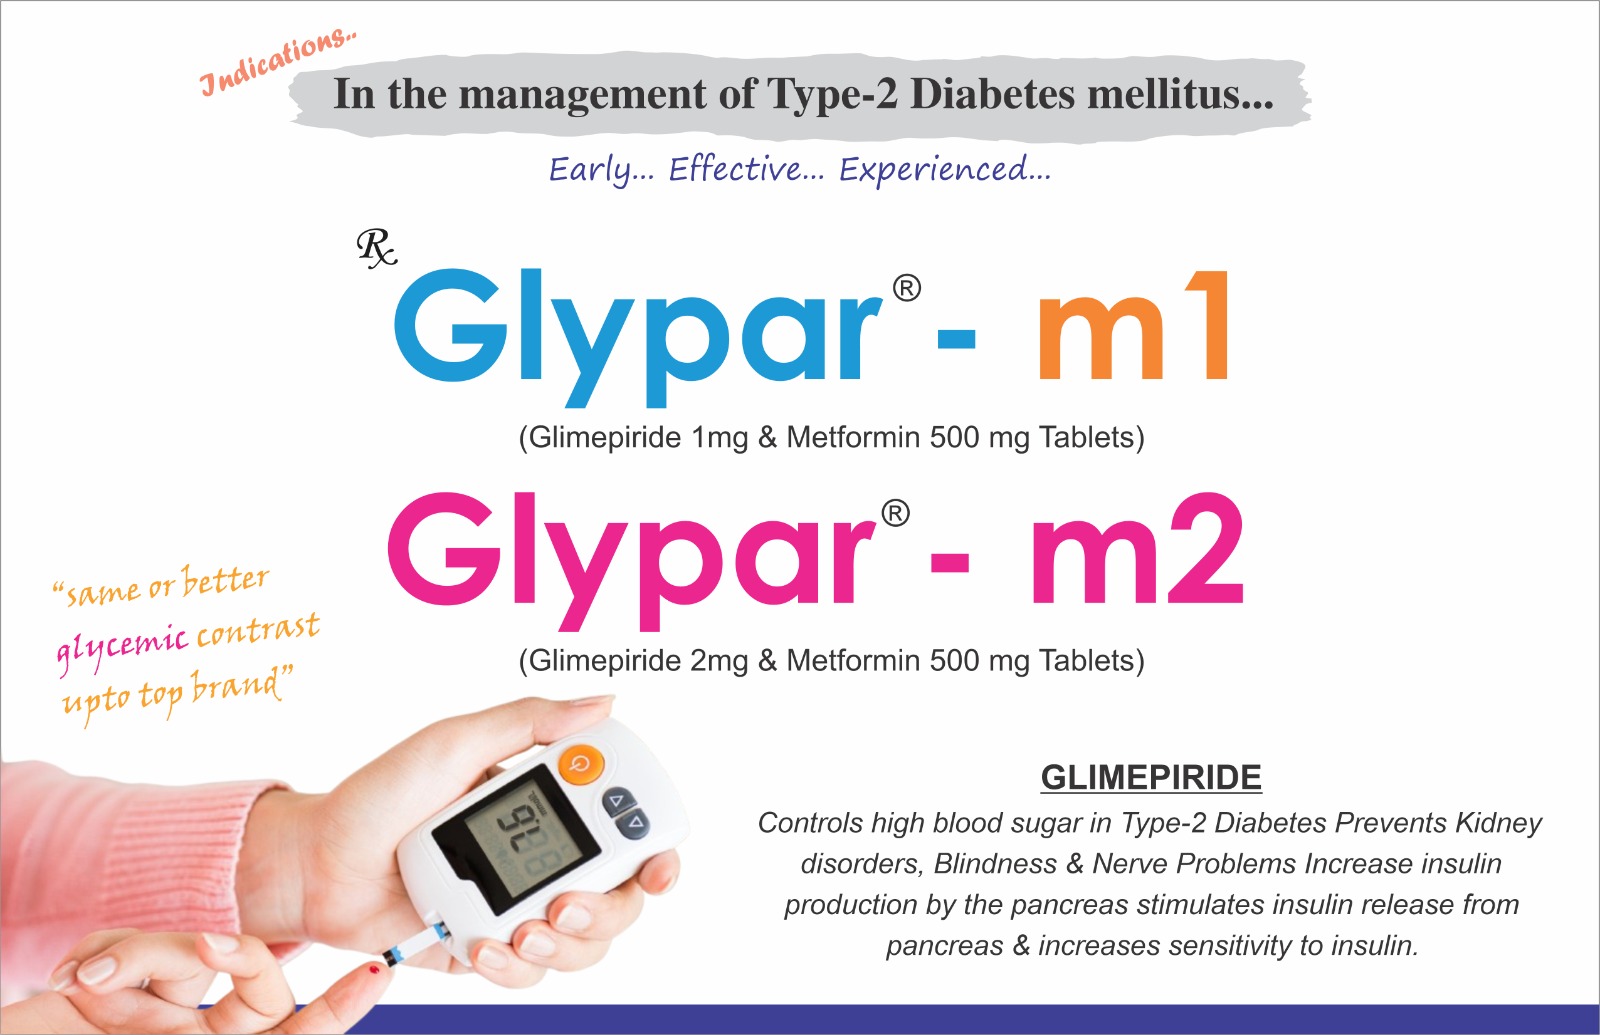 Indications..
In the management of Type-2 Diabetes mellitus...
Early... Effective... Experienced...
Rx
Glypar® - m1
(Glimepiride 1mg & Metformin 500 mg Tablets)
Glypar® - m2
(Glimepiride 2mg & Metformin 500 mg Tablets)
“same or better
glycemic contrast
upto top brand”
GLIMEPIRIDE
Controls high blood sugar in Type-2 Diabetes Prevents Kidney
disorders, Blindness & Nerve Problems Increase insulin
production by the pancreas stimulates insulin release from
pancreas & increases sensitivity to insulin.